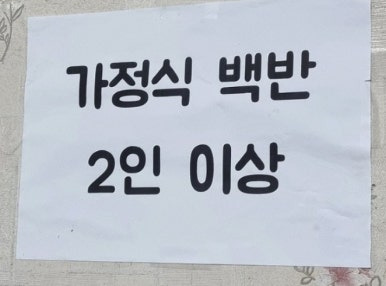 가정식 백반
2인 이상